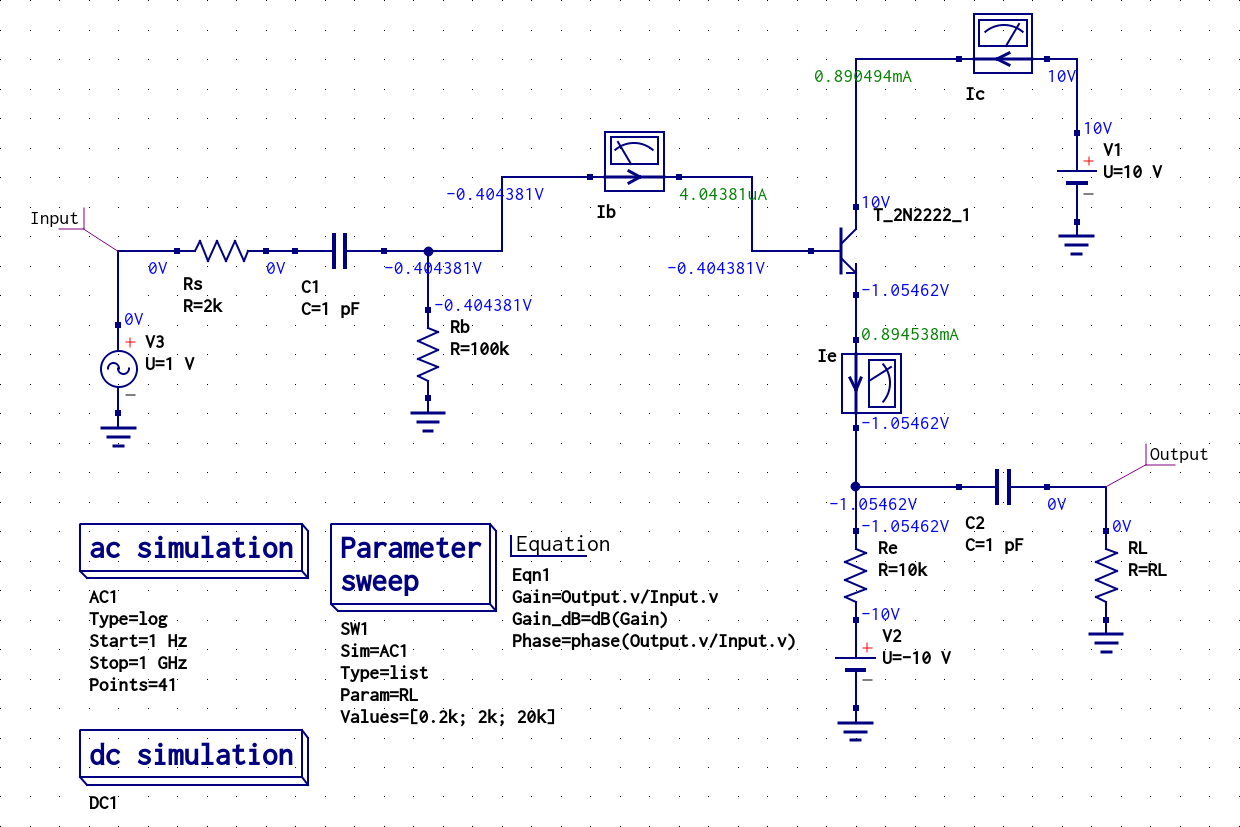 0.890494mA
10V
Ic
10V
V1
U=10 V
-0.404381V
4.04381uA
Ib
10V
T_2N2222_1
Input
0V
0V
-0.404381V
-0.404381V
Rs
R=2k
C1
C=1 pF
-1.05462V
-0.404381V
0V
V3
U=1 V
Rb
R=100k
0.894538mA
Ie
-1.05462V
Output
-1.05462V
0V
-1.05462V
C2
C=1 pF
0V
Re
R=10k
RL
R=RL
-10V
V2
U=-10 V
ac simulation
AC1
Type=log
Start=1 Hz
Stop=1 GHz
Points=41
Parameter
sweep
SW1
Sim=AC1
Type=list
Param=RL
Values=[0.2k; 2k; 20k]
Equation
Eqn1
Gain=Output.v/Input.v
Gain_dB=dB(Gain)
Phase=phase(Output.v/Input.v)
dc simulation
DC1